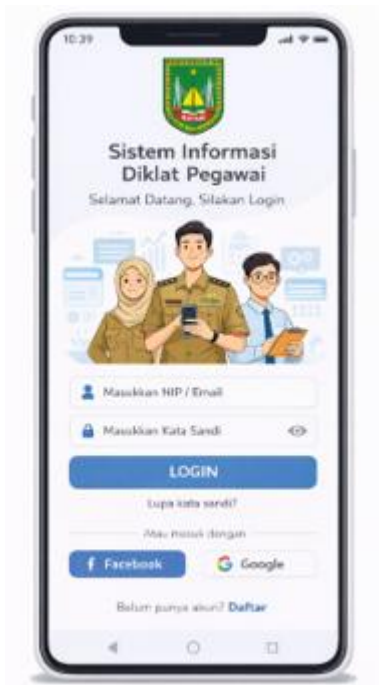 10:39
Sistem Informasi
Diklat Pegawai
Selamat Datang, Silakan Login
Masukkan NIP / Email
Masukkan Kata Sandi
LOGIN
Lupa kata sandi?
Atau masuk dengan
f Facebook
G Google
Belum punya akun? Daftar